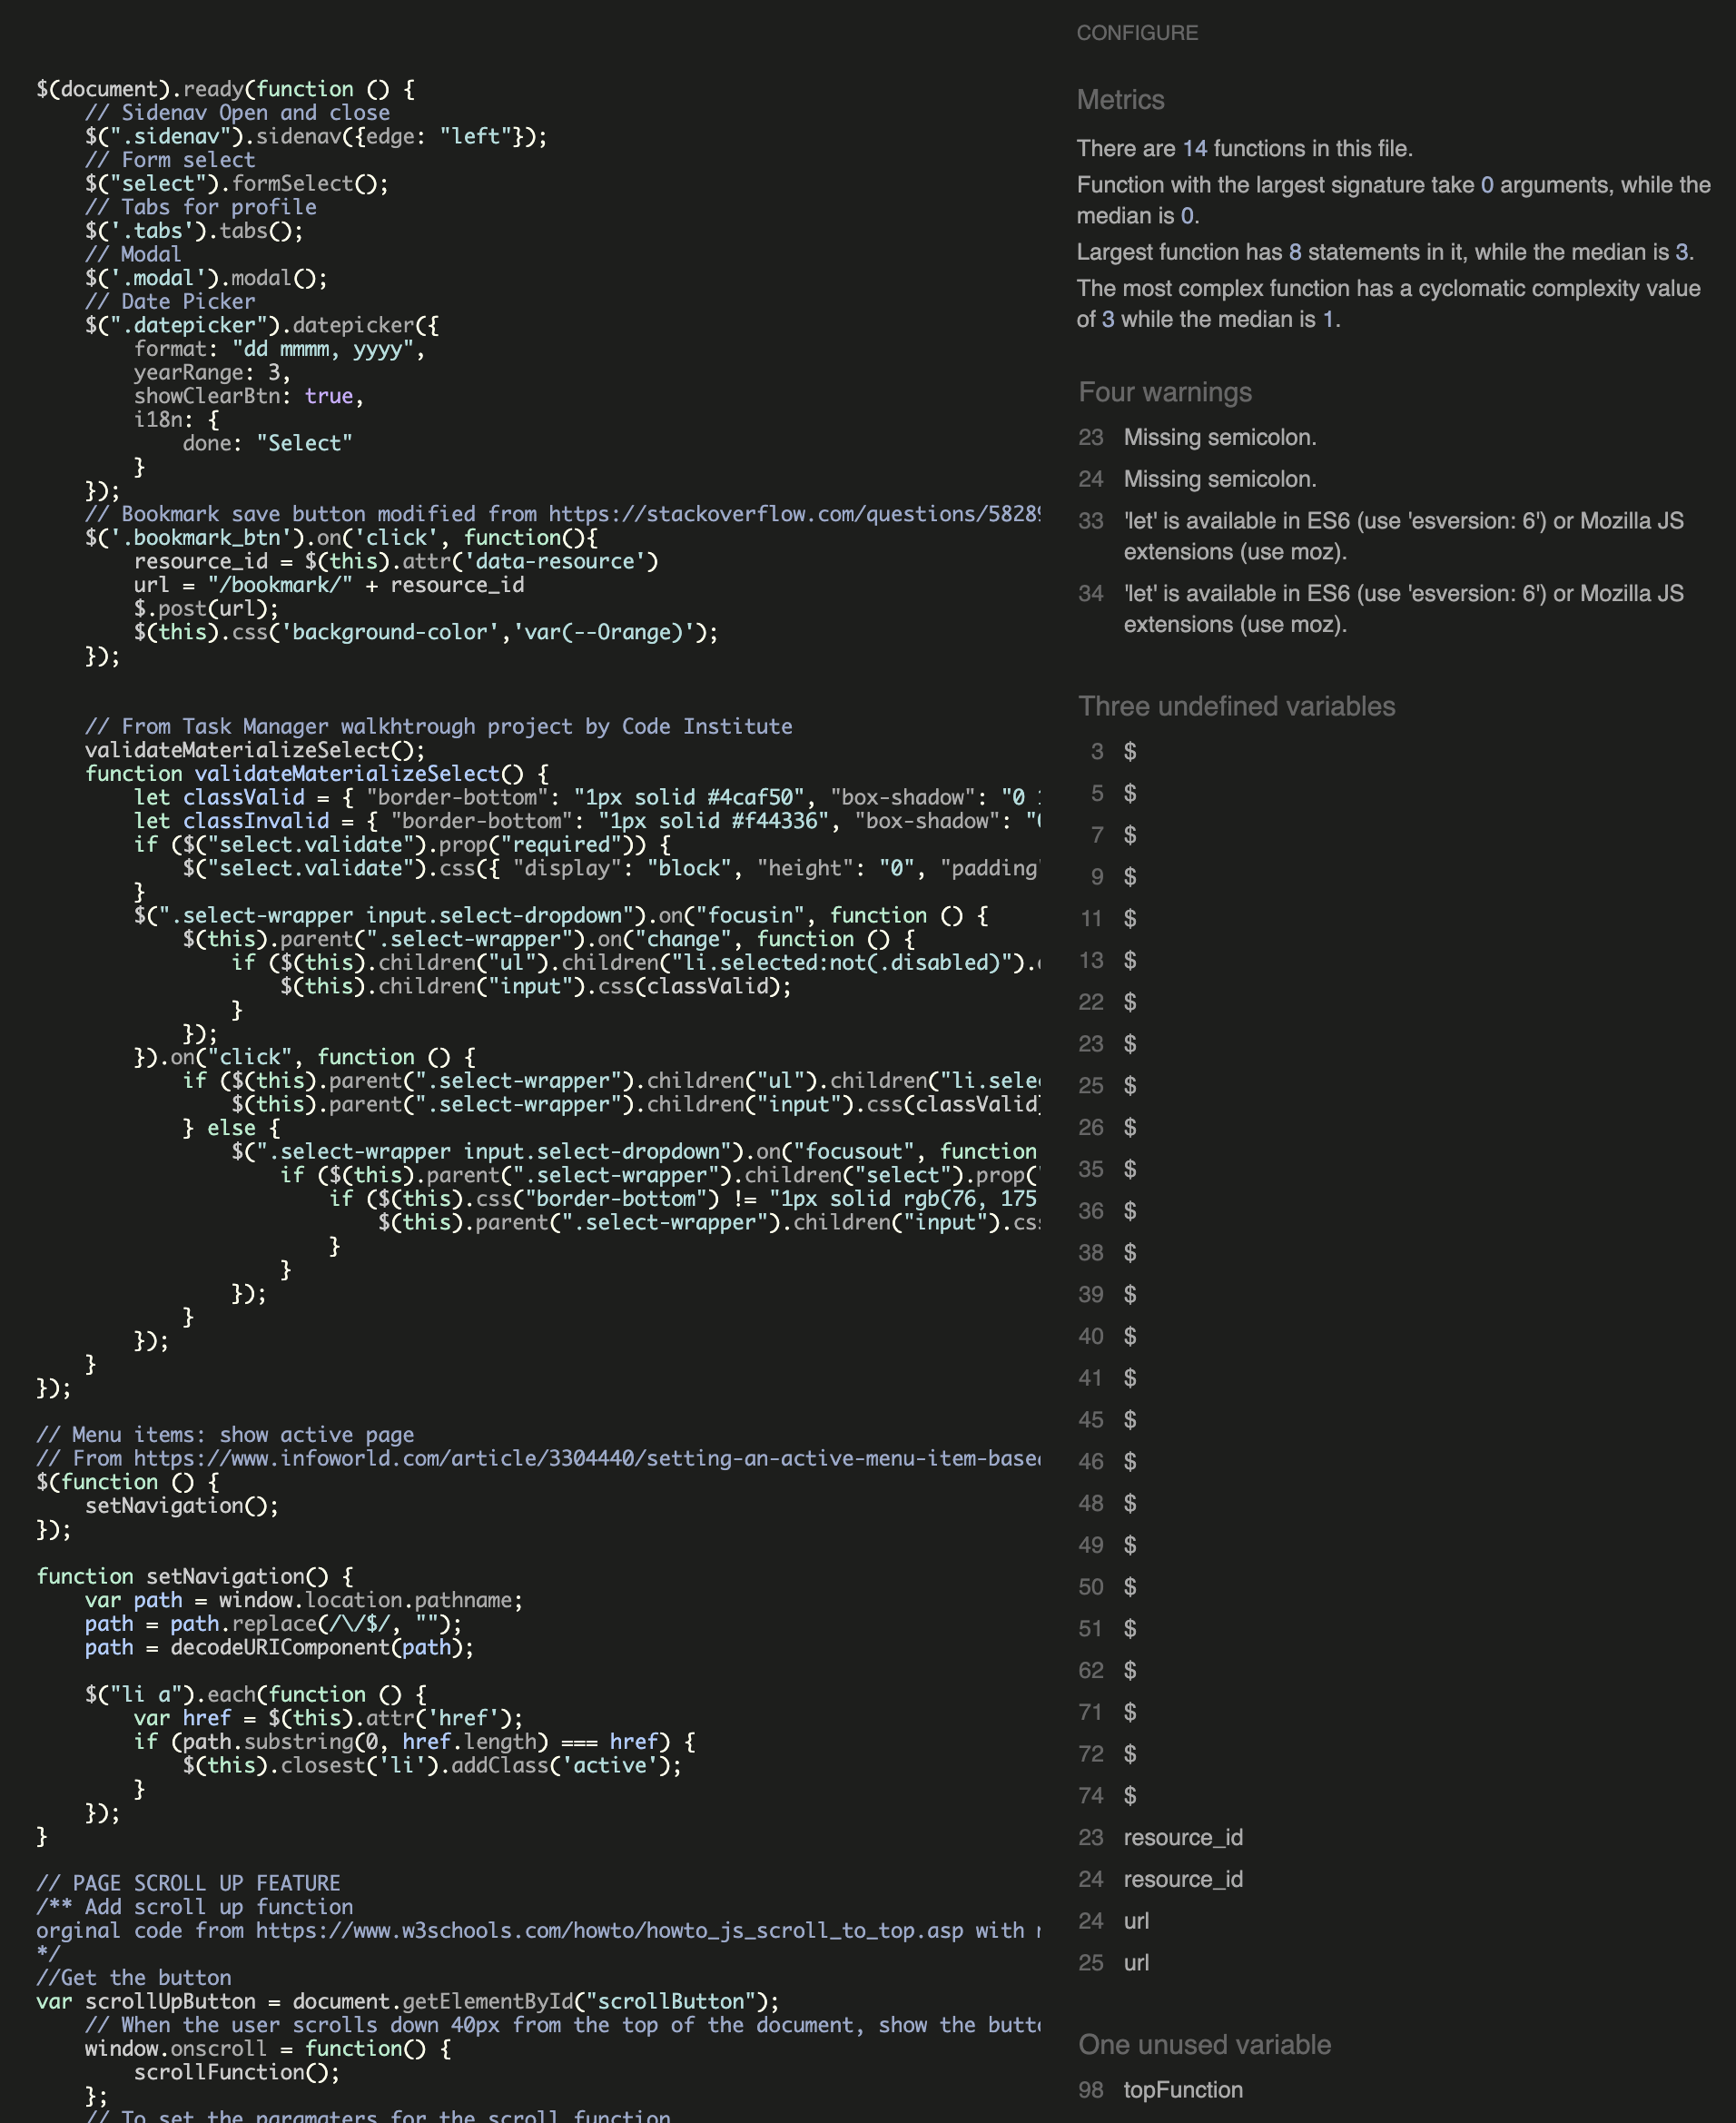 $(document).ready(function () {
    // Sidenav Open and close
    $(".sidenav").sidenav({edge: "left"});
    // Form select
    $("select").formSelect();
    // Tabs for profile
    $('.tabs').tabs();
    // Modal
    $('.modal').modal();
    // Date Picker
    $(".datepicker").datepicker({
        format: "dd mmmm, yyyy",
        yearRange: 3,
        showClearBtn: true,
        i18n: {
            done: "Select"
        }
    });
    // Bookmark save button modified from https://stackoverflow.com/questions/5828
    $('.bookmark_btn').on('click', function(){
        resource_id = $(this).attr('data-resource')
        url = "/bookmark/" + resource_id
        $.post(url);
        $(this).css('background-color','var(--Orange)');
    });
    // From Task Manager walkhtrough project by Code Institute
    validateMaterializeSelect();
    function validateMaterializeSelect() {
        let classValid = { "border-bottom": "1px solid #4caf50", "box-shadow": "0
        let classInvalid = { "border-bottom": "1px solid #f44336", "box-shadow": "
        if ($("select.validate").prop("required")) {
            $("select.validate").css({ "display": "block", "height": "0", "padding
        }
        $(".select-wrapper input.select-dropdown").on("focusin", function () {
            $(this).parent(".select-wrapper").on("change", function () {
                if ($(this).children("ul").children("li.selected:not(.disabled)").
                    $(this).children("input").css(classValid);
                }
            });
        }).on("click", function () {
            if ($(this).parent(".select-wrapper").children("ul").children("li.sele
                $(this).parent(".select-wrapper").children("input").css(classValid
            } else {
                $(".select-wrapper input.select-dropdown").on("focusout", function
                    if ($(this).parent(".select-wrapper").children("select").prop(
                        if ($(this).css("border-bottom") != "1px solid rgb(76, 175
                            $(this).parent(".select-wrapper").children("input").cs
                        }
                    }
                });
            }
        });
    }
});
// Menu items: show active page
// From https://www.infoworld.com/article/3304440/setting-an-active-menu-item-base
$(function () {
    setNavigation();
});
function setNavigation() {
    var path = window.location.pathname;
    path = path.replace(/\/$/, "");
    path = decodeURIComponent(path);
    $("li a").each(function () {
        var href = $(this).attr('href');
        if (path.substring(0, href.length) === href) {
            $(this).closest('li').addClass('active');
        }
    });
}
// PAGE SCROLL UP FEATURE
/** Add scroll up function
orginal code from https://www.w3schools.com/howto/howto_js_scroll_to_top.asp with
*/
//Get the button
var scrollUpButton = document.getElementById("scrollButton");
    // When the user scrolls down 40px from the top of the document, show the butt
    window.onscroll = function() {
        scrollFunction();
    };
    // To set the paramaters for the scroll function
CONFIGURE
Metrics
There are 14 functions in this file.
Function with the largest signature take 0 arguments, while the
median is 0.
Largest function has 8 statements in it, while the median is 3.
The most complex function has a cyclomatic complexity value
of 3 while the median is 1.
Four warnings
23 Missing semicolon.
24 Missing semicolon.
33 'let' is available in ES6 (use 'esversion: 6') or Mozilla JS
extensions (use moz).
34 'let' is available in ES6 (use 'esversion: 6') or Mozilla JS
extensions (use moz).
Three undefined variables
3 $
5 $
7 $
9 $
11 $
13 $
22 $
23 $
25 $
26 $
35 $
36 $
38 $
39 $
40 $
41 $
45 $
46 $
48 $
49 $
50 $
51 $
62 $
71 $
72 $
74 $
23 resource_id
24 resource_id
24 url
25 url
One unused variable
98 topFunction